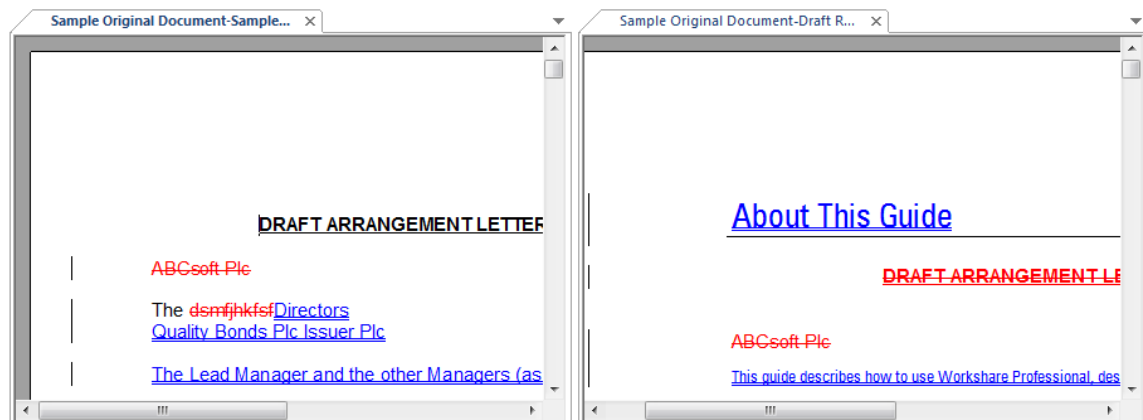 Sample Original Document-Sample...
DRAFT ARRANGEMENT LETTER
ABCsoft Plc
The dsmfjhkfsfDirectors
Quality Bonds Plc Issuer Plc
The Lead Manager and the other Managers (as
Sample Original Document-Draft R...
About This Guide
DRAFT ARRANGEMENT LE
ABCsoft Plc
This guide describes how to use Workshare Professional, des